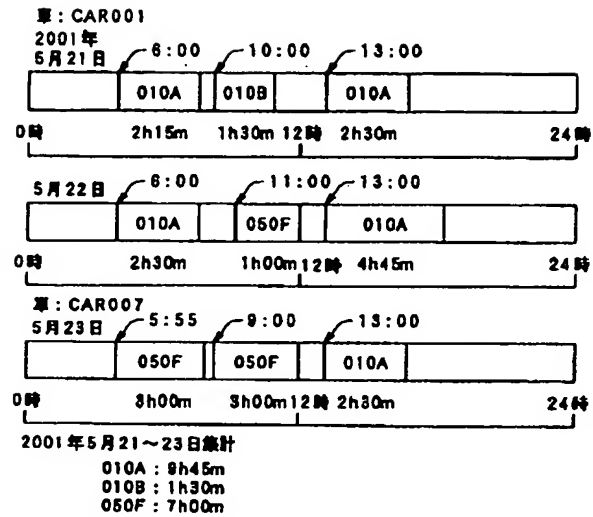 車:CAR001
2001年
5月21日 6:00 10:00 13:00
010A 010B 010A
0時 2h15m 1h30m 12時 2h30m 24時
5月22日 6:00 11:00 13:00
010A 050F 010A
0時 2h30m 1h00m 12時 4h45m 24時
車:CAR007
5月23日 5:55 9:00 13:00
050F 050F 010A
0時 3h00m 3h00m 12時 2h30m 24時
2001年5月21~23日集計
010A:9h45m
010B:1h30m
050F:7h00m